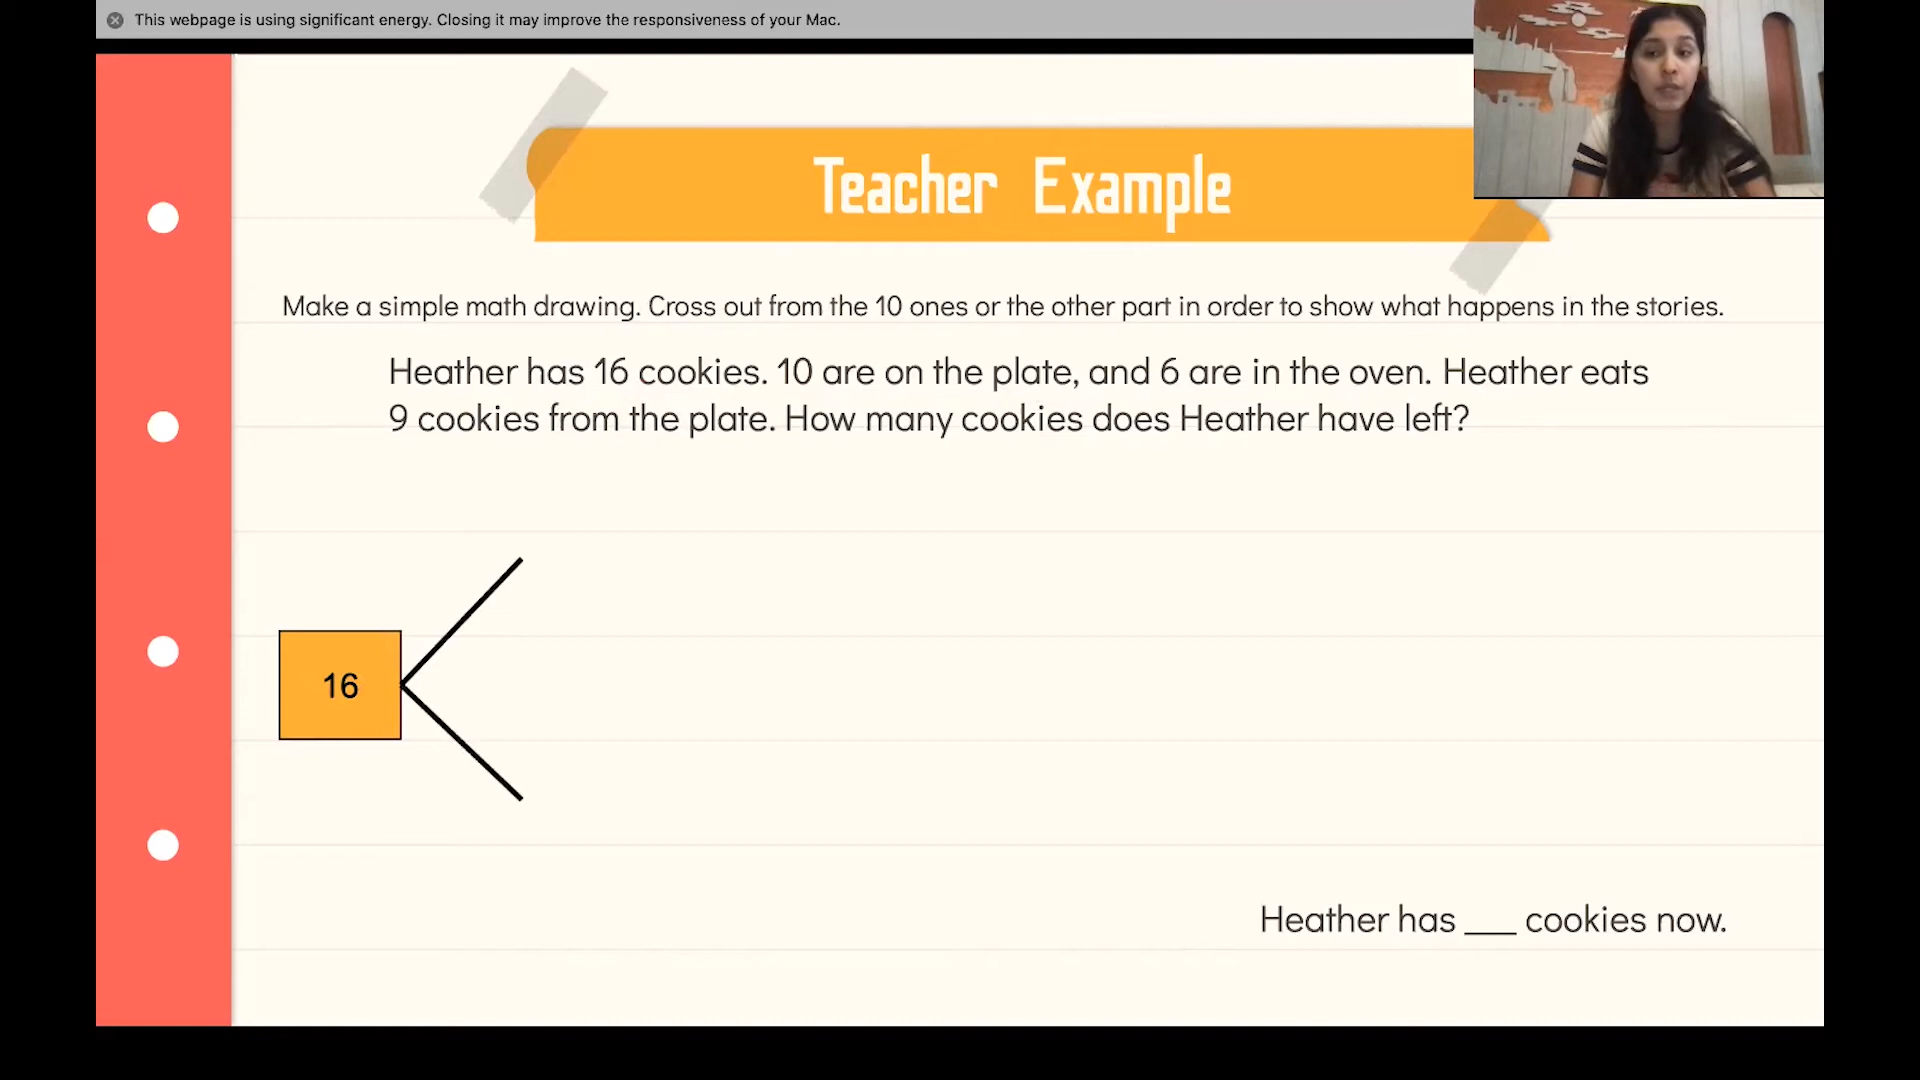 This webpage is using significant energy. Closing it may improve the responsiveness of your Mac.
Teacher Example
Make a simple math drawing. Cross out from the 10 ones or the other part in order to show what happens in the stories.
Heather has 16 cookies. 10 are on the plate, and 6 are in the oven. Heather eats
9 cookies from the plate. How many cookies does Heather have left?
16
Heather has ___ cookies now.